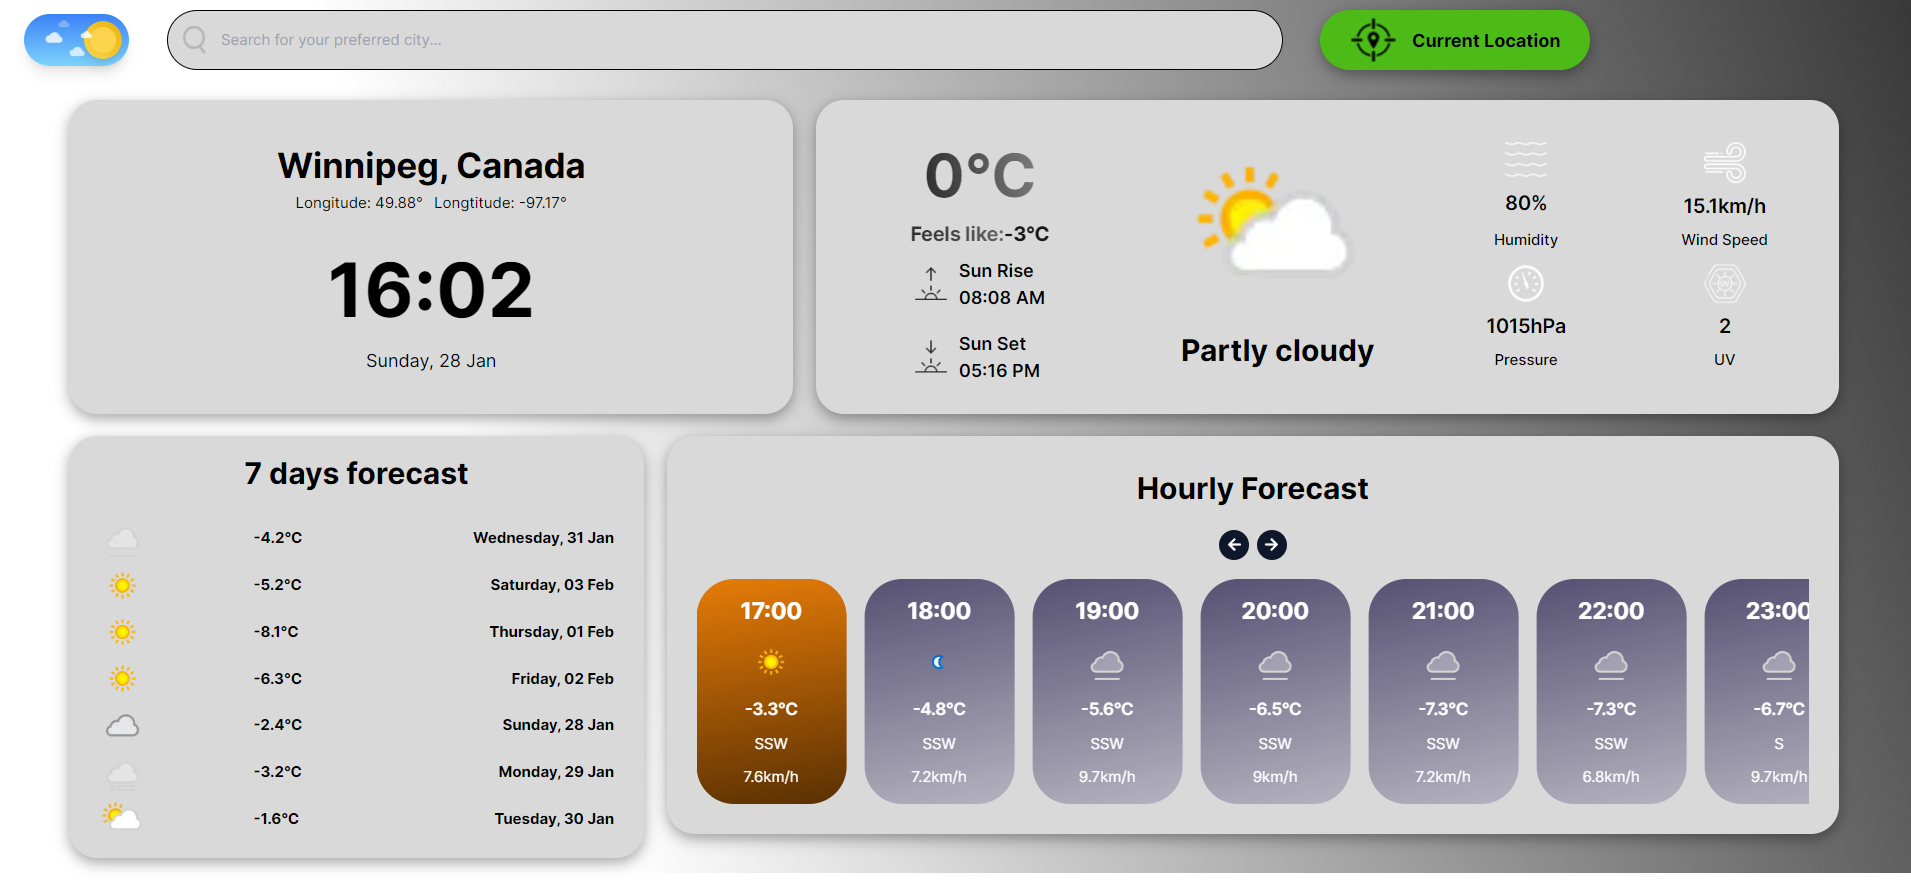 Search for your preferred city...
Current Location
Winnipeg, Canada
Longitude: 49.88° Longtitude: -97.17°
16:02
Sunday, 28 Jan
0°C
Feels like:-3°C
Sun Rise
08:08 AM
Sun Set
05:16 PM
Partly cloudy
80%
Humidity
15.1km/h
Wind Speed
1015hPa
Pressure
UV
2
UV
7 days forecast
-4.2°C Wednesday, 31 Jan
-5.2°C Saturday, 03 Feb
-8.1°C Thursday, 01 Feb
-6.3°C Friday, 02 Feb
-2.4°C Sunday, 28 Jan
-3.2°C Monday, 29 Jan
-1.6°C Tuesday, 30 Jan
Hourly Forecast
17:00
-3.3°C
SSW
7.6km/h
18:00
-4.8°C
SSW
7.2km/h
19:00
-5.6°C
SSW
9.7km/h
20:00
-6.5°C
SSW
9km/h
21:00
-7.3°C
SSW
7.2km/h
22:00
-7.3°C
SSW
6.8km/h
23:00
-6.7°C
S
9.7km/h